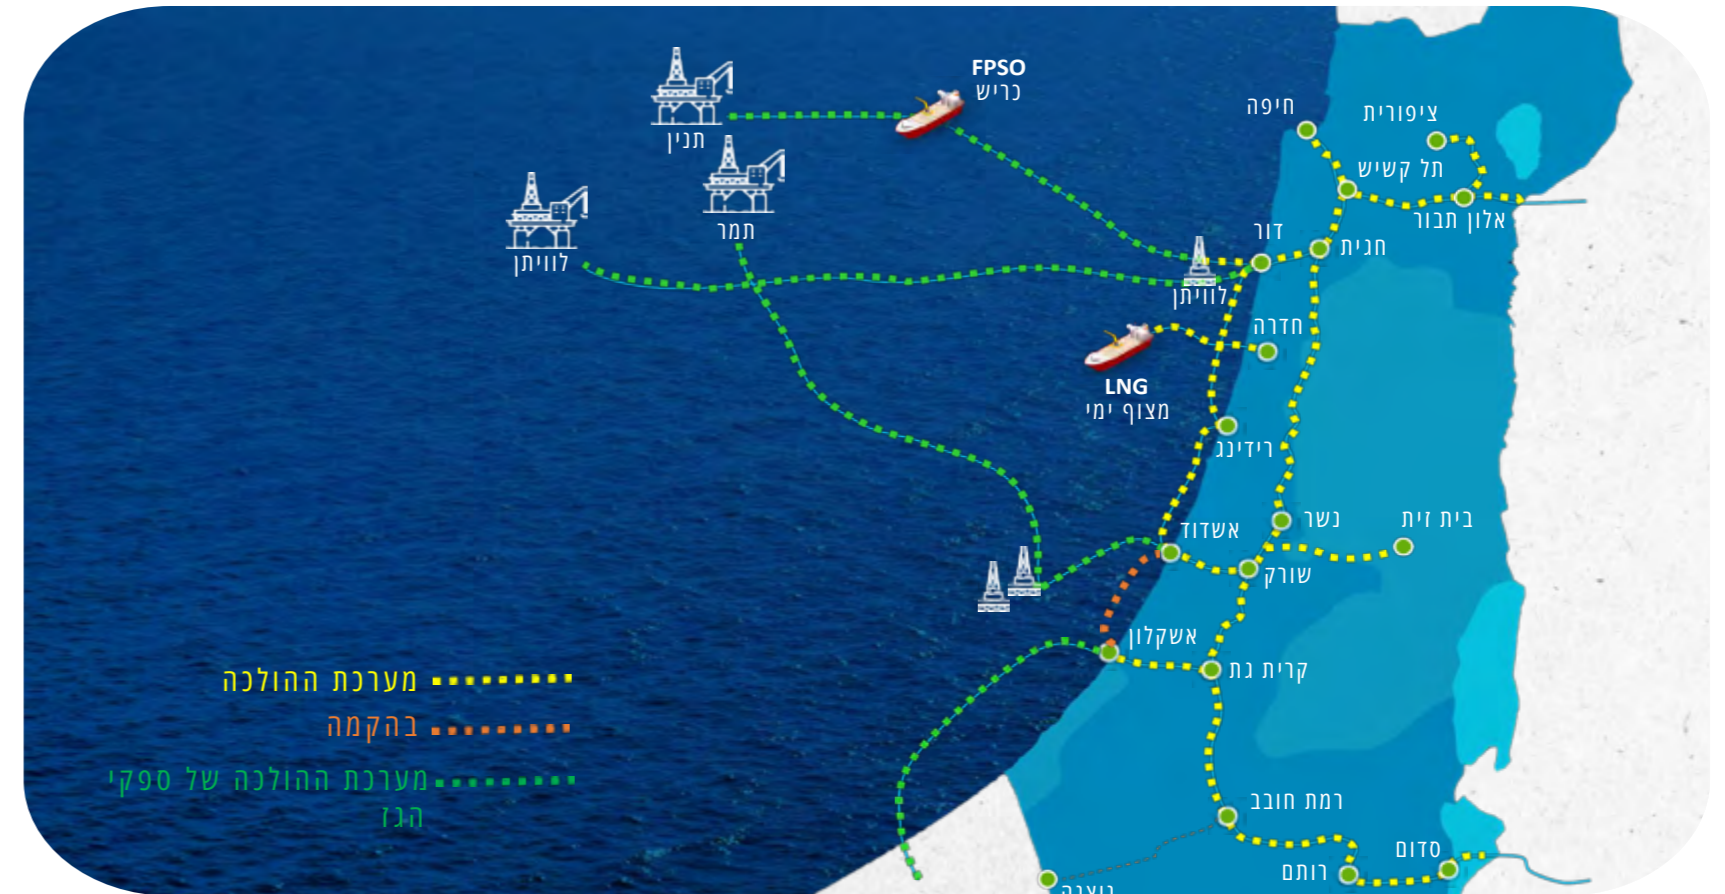 FPSO
כריש
תנין
תמר
לוויתן
חיפה
ציפורית
תל קשיש
אלון תבור
דור
חגית
לוויתן
חדרה
LNG
מצוף ימי
רידינג
נשר
בית זית
אשדוד
שורק
אשקלון
קרית גת
מערכת ההולכה
בהקמה
מערכת ההולכה של ספקי
הגז
רמת חובב
סדום
רותם